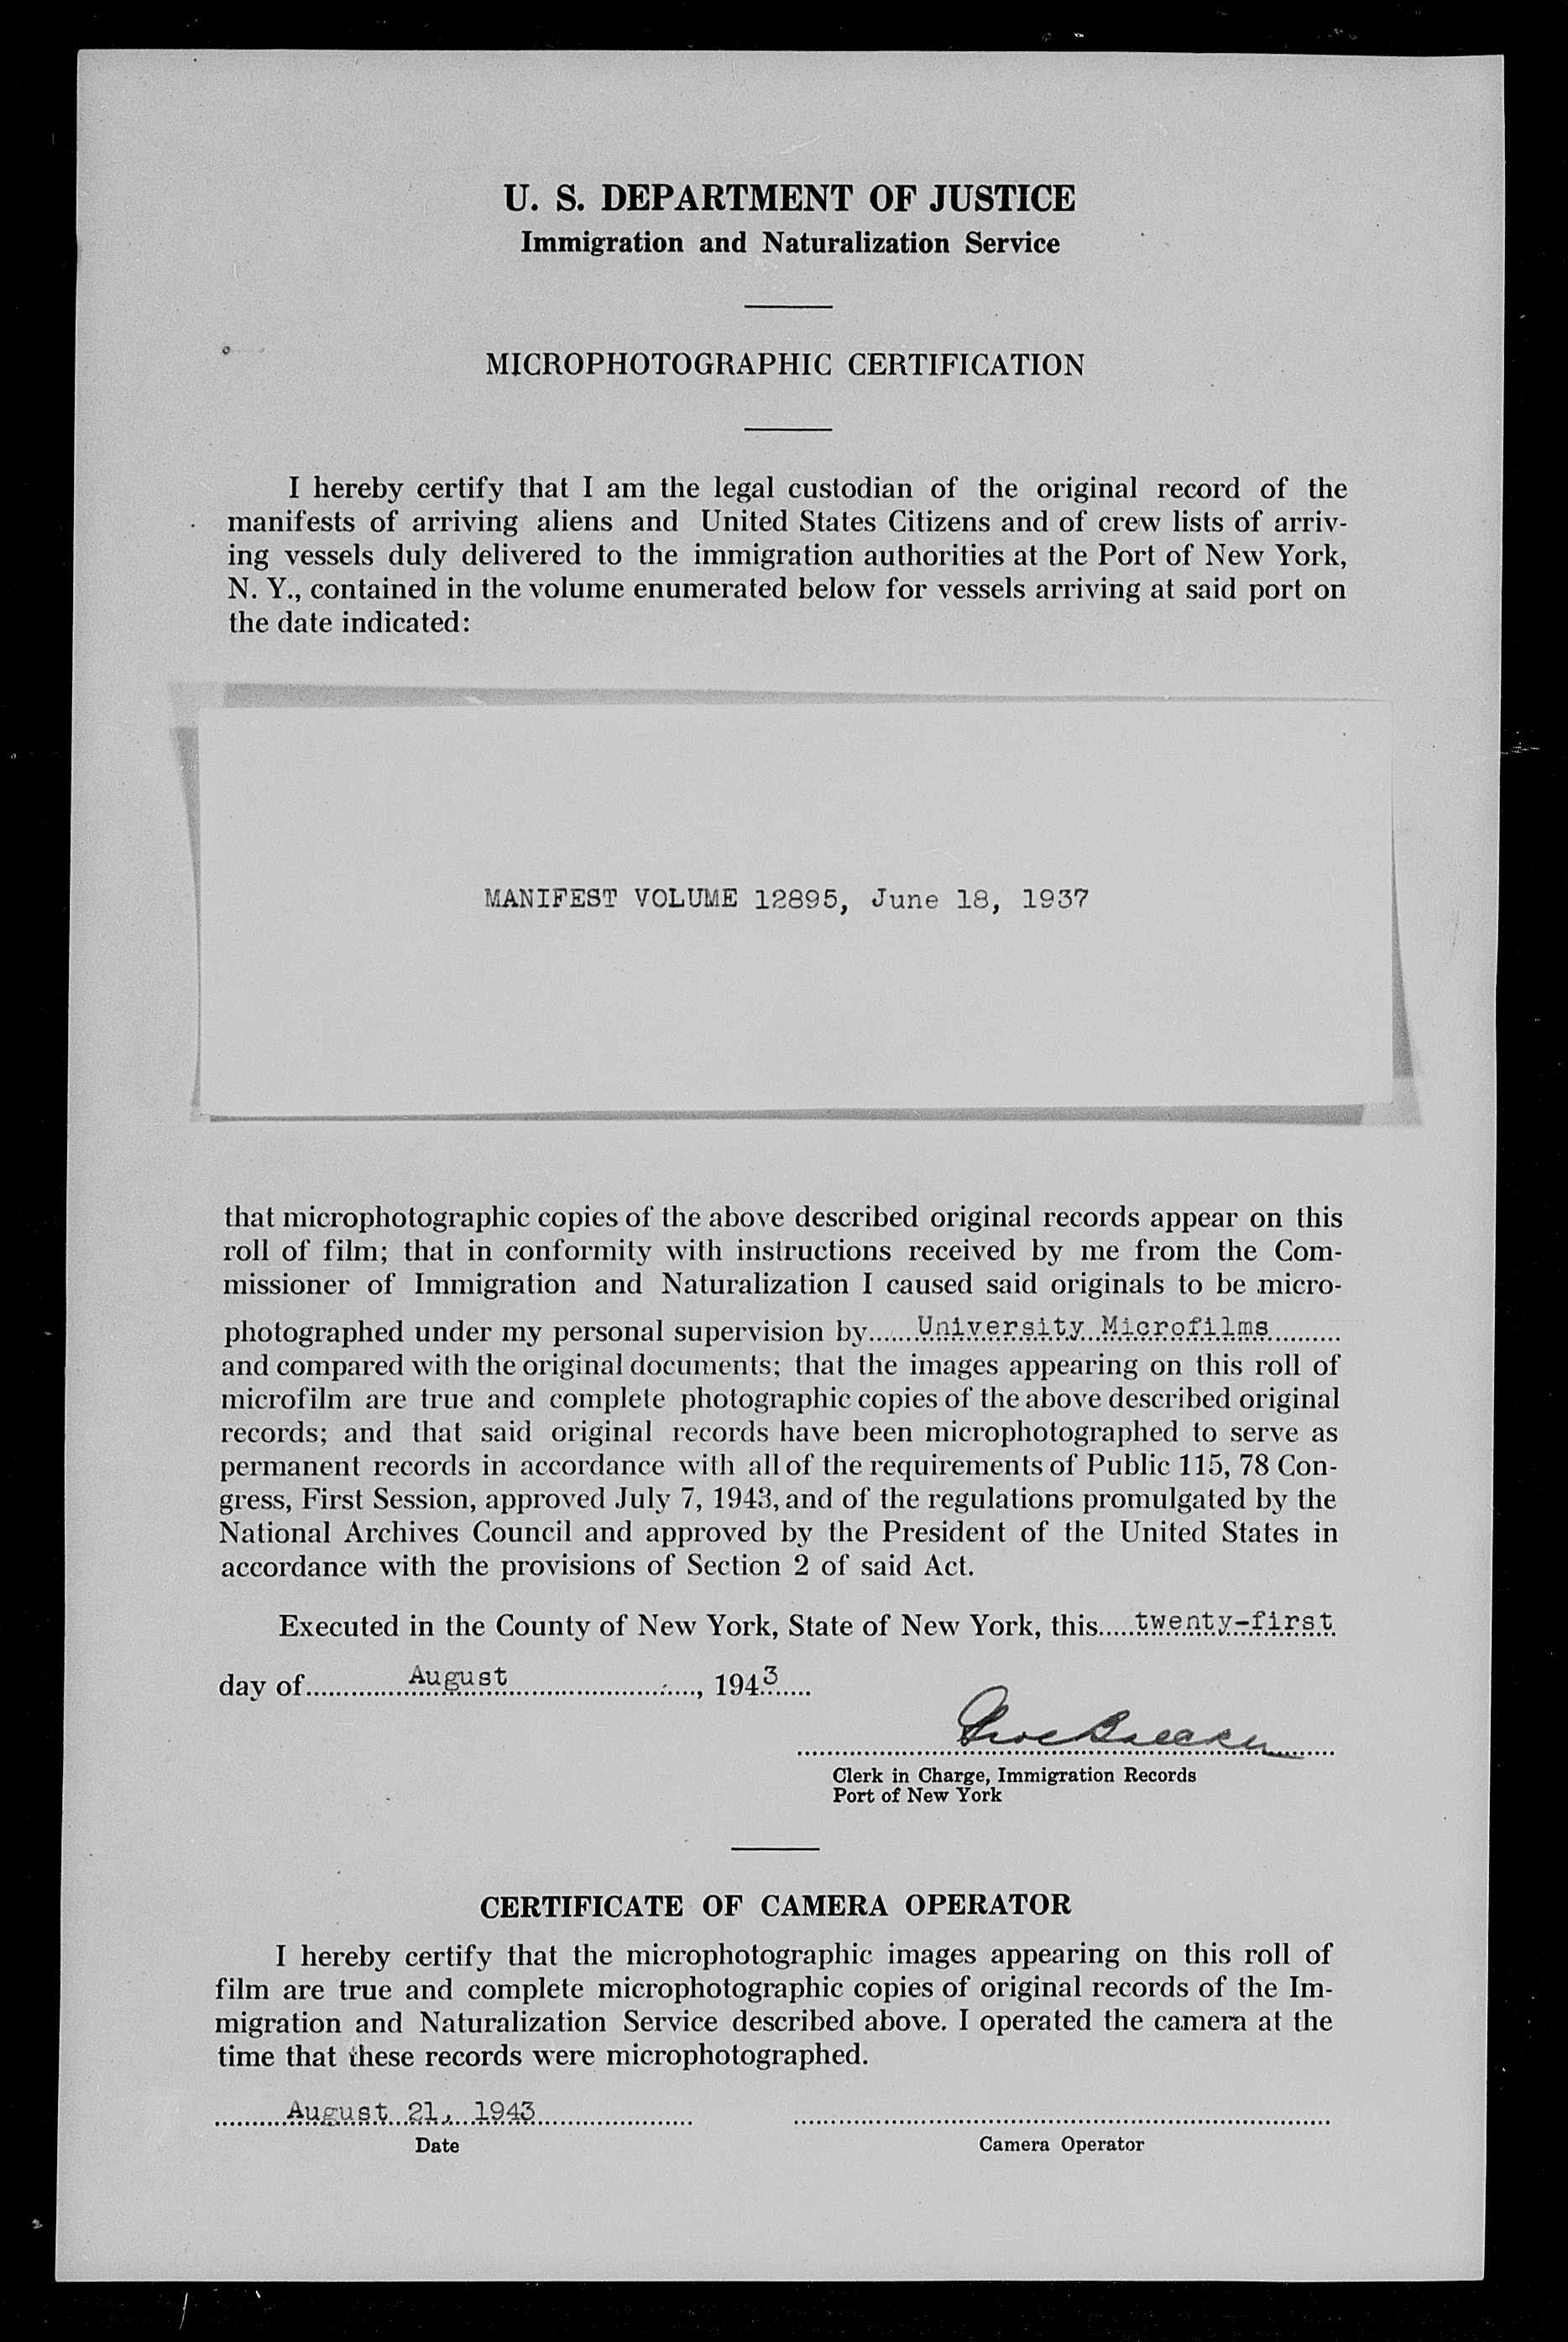 U. S. DEPARTMENT OF JUSTICE
Immigration and Naturalization Service
MICROPHOTOGRAPHIC CERTIFICATION
I hereby certify that I am the legal custodian of the original record of the
manifests of arriving aliens and United States Citizens and of crew lists of arriv-
ing vessels duly delivered to the immigration authorities at the Port of New York,
N. Y., contained in the volume enumerated below for vessels arriving at said port on
the date indicated:
MANIFEST VOLUME 12895, June 18, 1937
that microphotographic copies of the above described original records appear on this
roll of film; that in conformity with instructions received by me from the Com-
missioner of Immigration and Naturalization I caused said originals to be micro-
photographed under my personal supervision by......University Microfilms..........
and compared with the original documents; that the images appearing on this roll of
microfilm are true and complete photographic copies of the above described original
records; and that said original records have been microphotographed to serve as
permanent records in accordance with all of the requirements of Public 115, 78 Con-
gress, First Session, approved July 7, 1943, and of the regulations promulgated by the
National Archives Council and approved by the President of the United States in
accordance with the provisions of Section 2 of said Act.
Executed in the County of New York, State of New York, this.....twenty-first
day of..............August.........................., 1943.....
Clerk in Charge, Immigration Records
Port of New York
CERTIFICATE OF CAMERA OPERATOR
I hereby certify that the microphotographic images appearing on this roll of
film are true and complete microphotographic copies of original records of the Im-
migration and Naturalization Service described above. I operated the camera at the
time that these records were microphotographed.
August 21, 1943
Date
Camera Operator